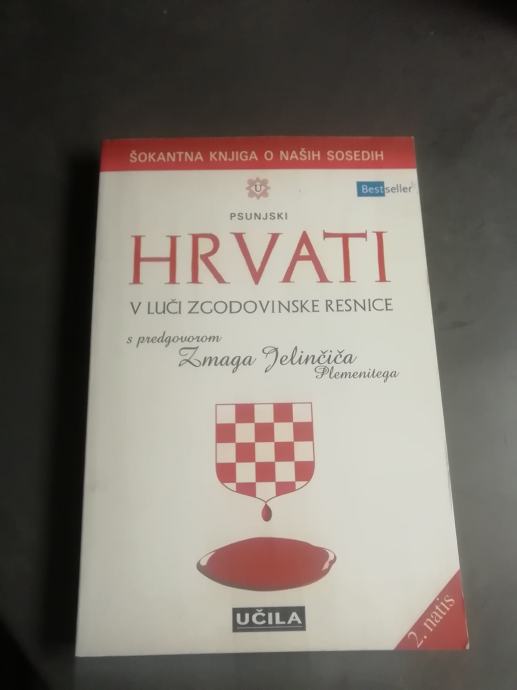 ŠOKANTNA KNJIGA O NAŠIH SOSEDIH
U
Bestseller
PSUNJSKI
HRVATI
V LUČI ZGODOVINSKE RESNICE
s predgovorom
Zmaga Jelinčiča
Plemenitega
UČILA
2. natis